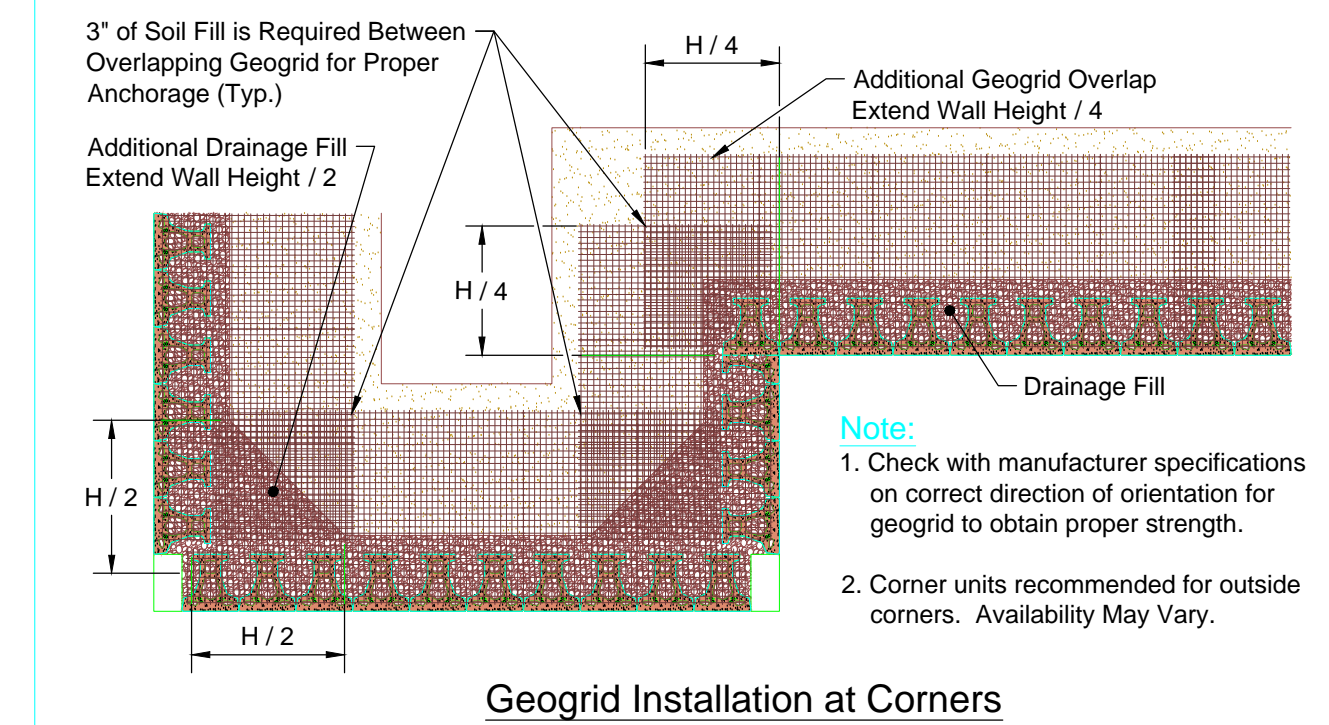 3" of Soil Fill is Required Between
Overlapping Geogrid for Proper
Anchorage (Typ.)
H / 4
Additional Geogrid Overlap
Extend Wall Height / 4
Additional Drainage Fill
Extend Wall Height / 2
H / 4
Drainage Fill
Note:
1. Check with manufacturer specifications
on correct direction of orientation for
geogrid to obtain proper strength.
2. Corner units recommended for outside
corners. Availability May Vary.
H / 2
H / 2
Geogrid Installation at Corners